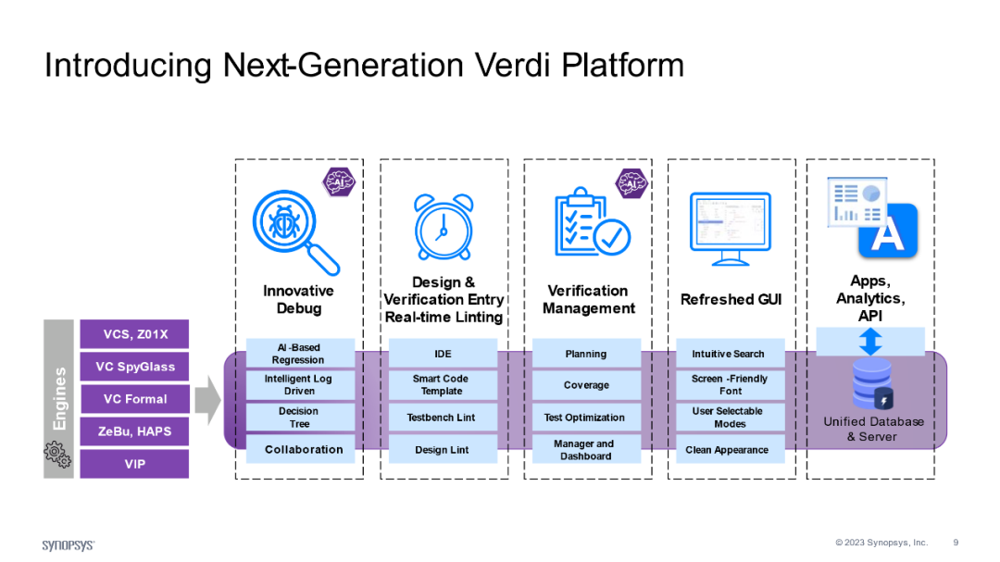 Introducing Next-Generation Verdi Platform
Engines
VCS, Z01X
VC SpyGlass
VC Formal
ZeBu, HAPS
VIP
AI
Innovative
Debug
AI -Based
Regression
Intelligent Log
Driven
Decision
Tree
Collaboration
Design &
Verification Entry
Real-time Linting
IDE
Smart Code
Template
Testbench Lint
Design Lint
AI
Verification
Management
Planning
Coverage
Test Optimization
Manager and
Dashboard
Refreshed GUI
Intuitive Search
Screen -Friendly
Font
User Selectable
Modes
Clean Appearance
A
Apps,
Analytics,
API
Unified Database
& Server
SYNOPSYS
© 2023 Synopsys, Inc.
9